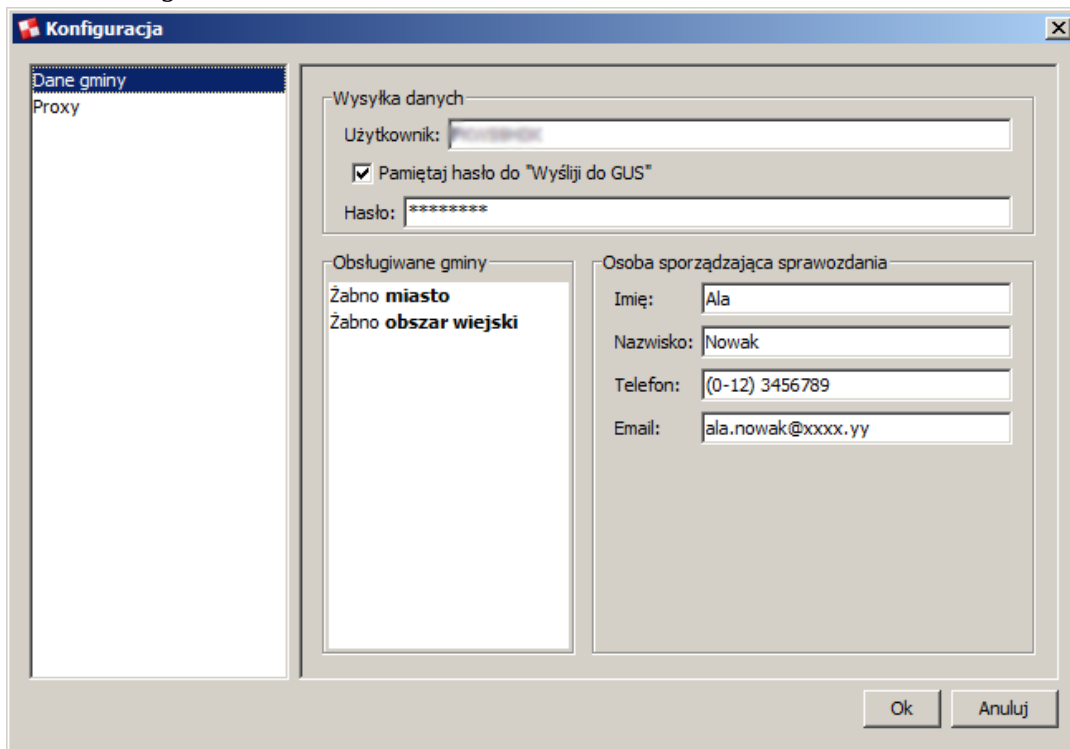 Konfiguracja
Dane gminy
Proxy
Wysyłka danych
Użytkownik:
Pamiętaj hasło do "Wyśliji do GUS"
Hasło: ********
Obsługiwane gminy
Żabno miasto
Żabno obszar wiejski
Osoba sporządzająca sprawozdania
Imię: Ala
Nazwisko: Nowak
Telefon: (0-12) 3456789
Email: ala.nowak@xxxx.yy
Ok Anuluj